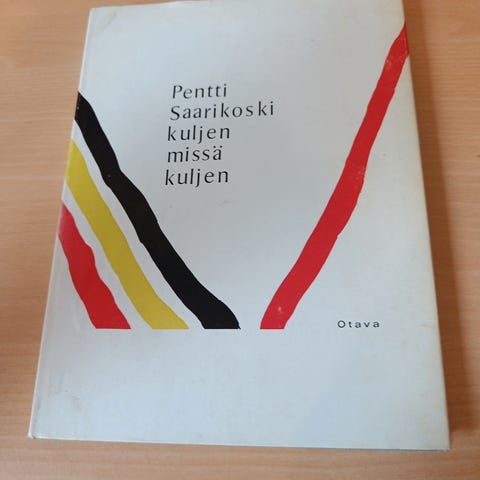 Pentti
Saarikoski
kuljen
missä
kuljen
Otava